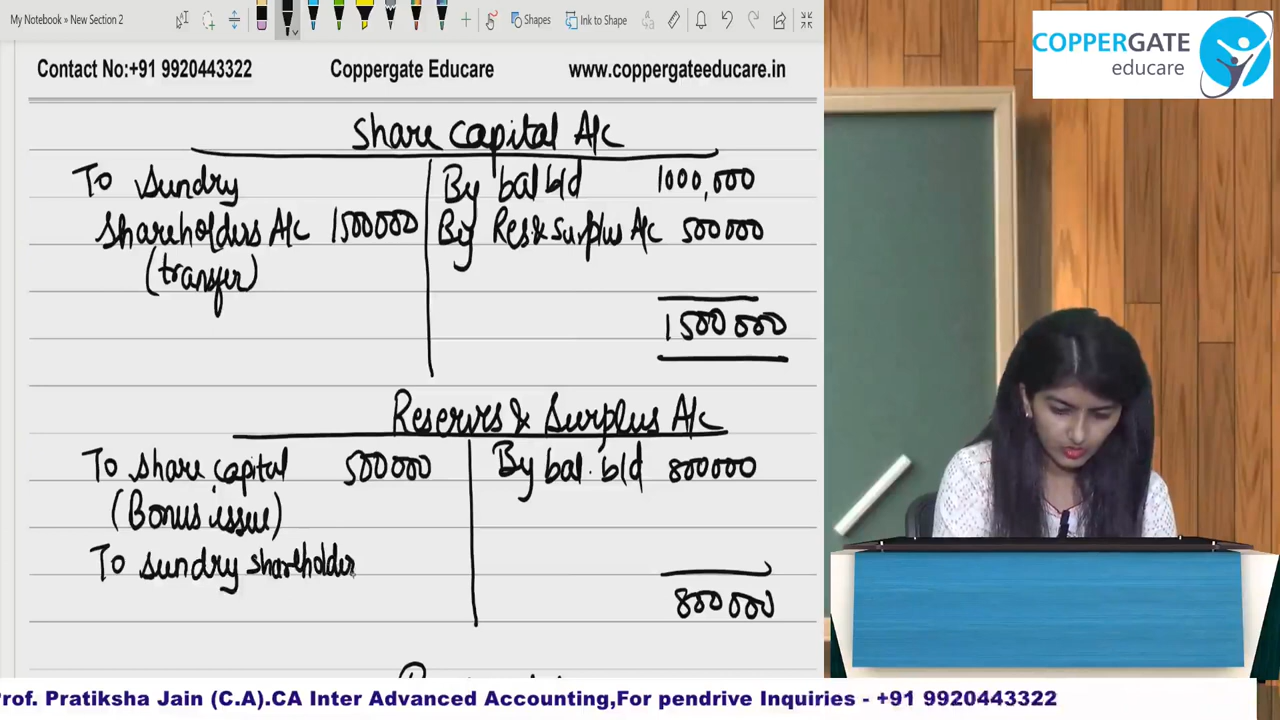 My Notebook » New Section 2
Shapes
Ink to Shape
COPPERGATE
educare
Contact No:+91 9920443322 Coppergate Educare www.coppergateeducare.in
Share Capital A/c
To Sundry By bal b/d 1000,000
shareholders A/c 1500000 By Res & Surplus A/c 500000
(transfer)
1500000
Reservs & Surplus A/c
To share capital 500000 By bal. b/d 800000
(Bonus issue)
To sundry shareholder
800000
Prof. Pratiksha Jain (C.A).CA Inter Advanced Accounting,For pendrive Inquiries - +91 9920443322